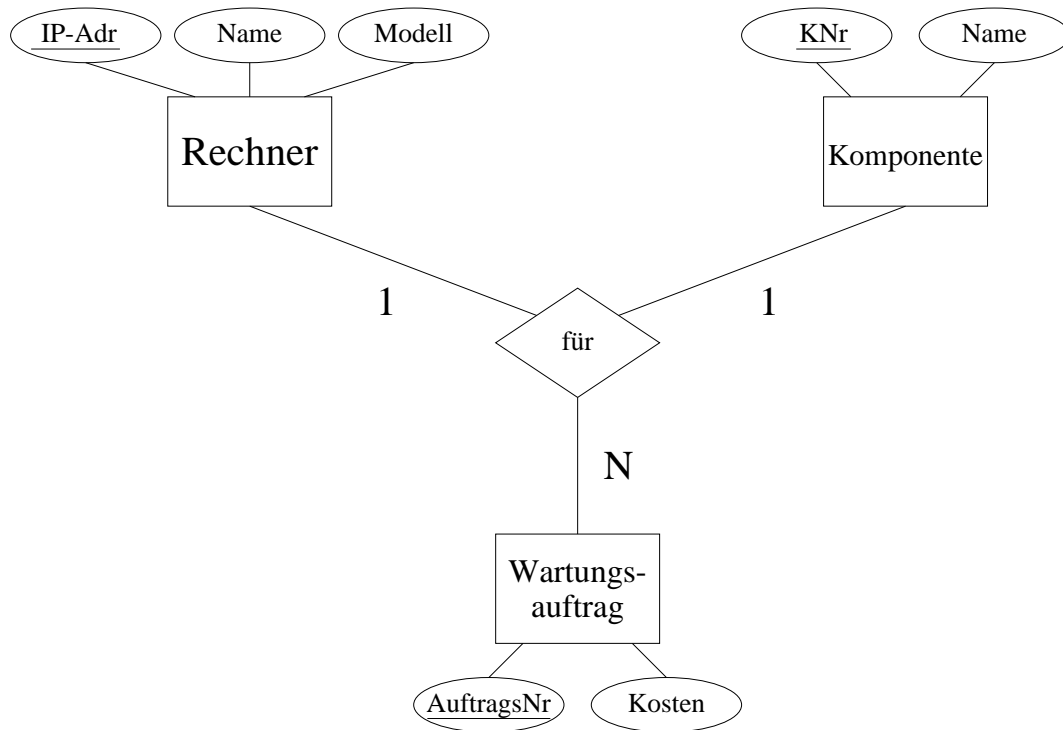 IP-Adr
Name
Modell
KNr
Name
Rechner
Komponente
1
1
für
N
Wartungs-
auftrag
AuftragsNr
Kosten